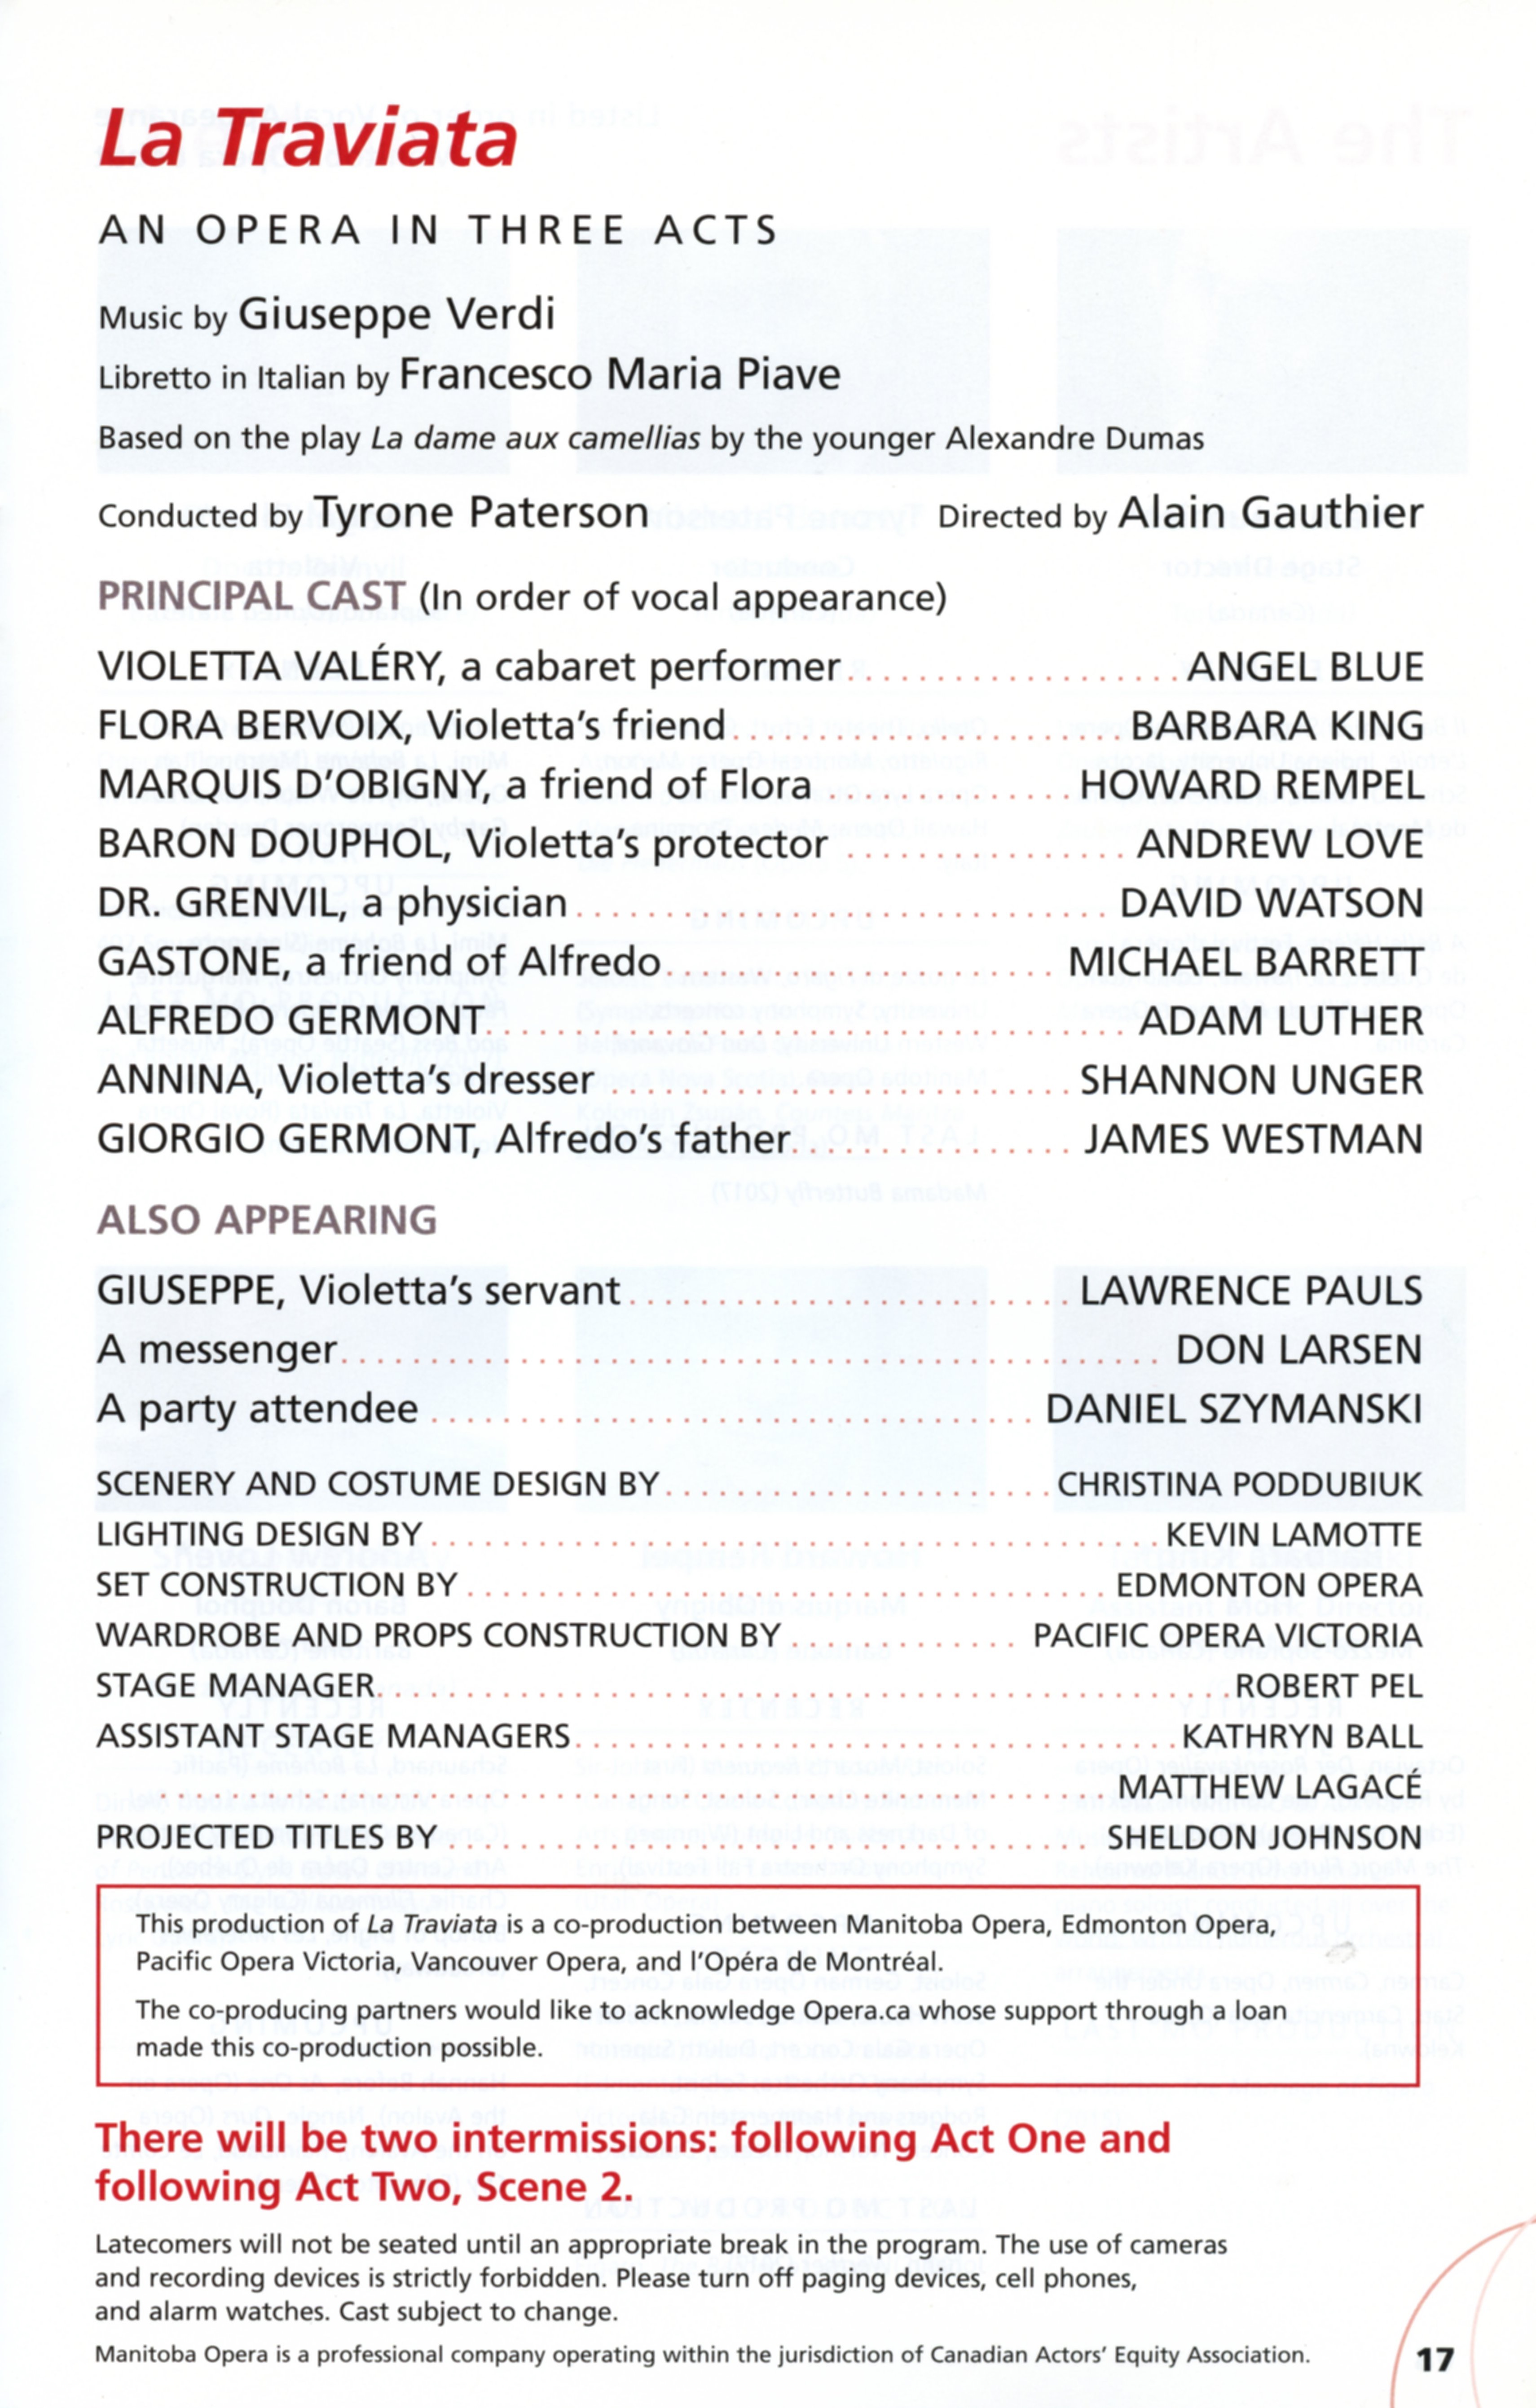 La Traviata
AN OPERA IN THREE ACTS
Music by Giuseppe Verdi
Libretto in Italian by Francesco Maria Piave
Based on the play La dame aux camellias by the younger Alexandre Dumas
Conducted by Tyrone Paterson Directed by Alain Gauthier
PRINCIPAL CAST (In order of vocal appearance)
VIOLETTA VALÉRY, a cabaret performer ANGEL BLUE
FLORA BERVOIX, Violetta's friend BARBARA KING
MARQUIS D'OBIGNY, a friend of Flora HOWARD REMPEL
BARON DOUPHOL, Violetta's protector ANDREW LOVE
DR. GRENVIL, a physician DAVID WATSON
GASTONE, a friend of Alfredo MICHAEL BARRETT
ALFREDO GERMONT ADAM LUTHER
ANNINA, Violetta's dresser SHANNON UNGER
GIORGIO GERMONT, Alfredo's father JAMES WESTMAN
ALSO APPEARING
GIUSEPPE, Violetta's servant LAWRENCE PAULS
A messenger DON LARSEN
A party attendee DANIEL SZYMANSKI
SCENERY AND COSTUME DESIGN BY CHRISTINA PODDUBIUK
LIGHTING DESIGN BY KEVIN LAMOTTE
SET CONSTRUCTION BY EDMONTON OPERA
WARDROBE AND PROPS CONSTRUCTION BY PACIFIC OPERA VICTORIA
STAGE MANAGER ROBERT PEL
ASSISTANT STAGE MANAGERS KATHRYN BALL
MATTHEW LAGACÉ
PROJECTED TITLES BY SHELDON JOHNSON
This production of La Traviata is a co-production between Manitoba Opera, Edmonton Opera,
Pacific Opera Victoria, Vancouver Opera, and l'Opéra de Montréal.
The co-producing partners would like to acknowledge Opera.ca whose support through a loan
made this co-production possible.
There will be two intermissions: following Act One and
following Act Two, Scene 2.
Latecomers will not be seated until an appropriate break in the program. The use of cameras
and recording devices is strictly forbidden. Please turn off paging devices, cell phones,
and alarm watches. Cast subject to change.
Manitoba Opera is a professional company operating within the jurisdiction of Canadian Actors' Equity Association.
17